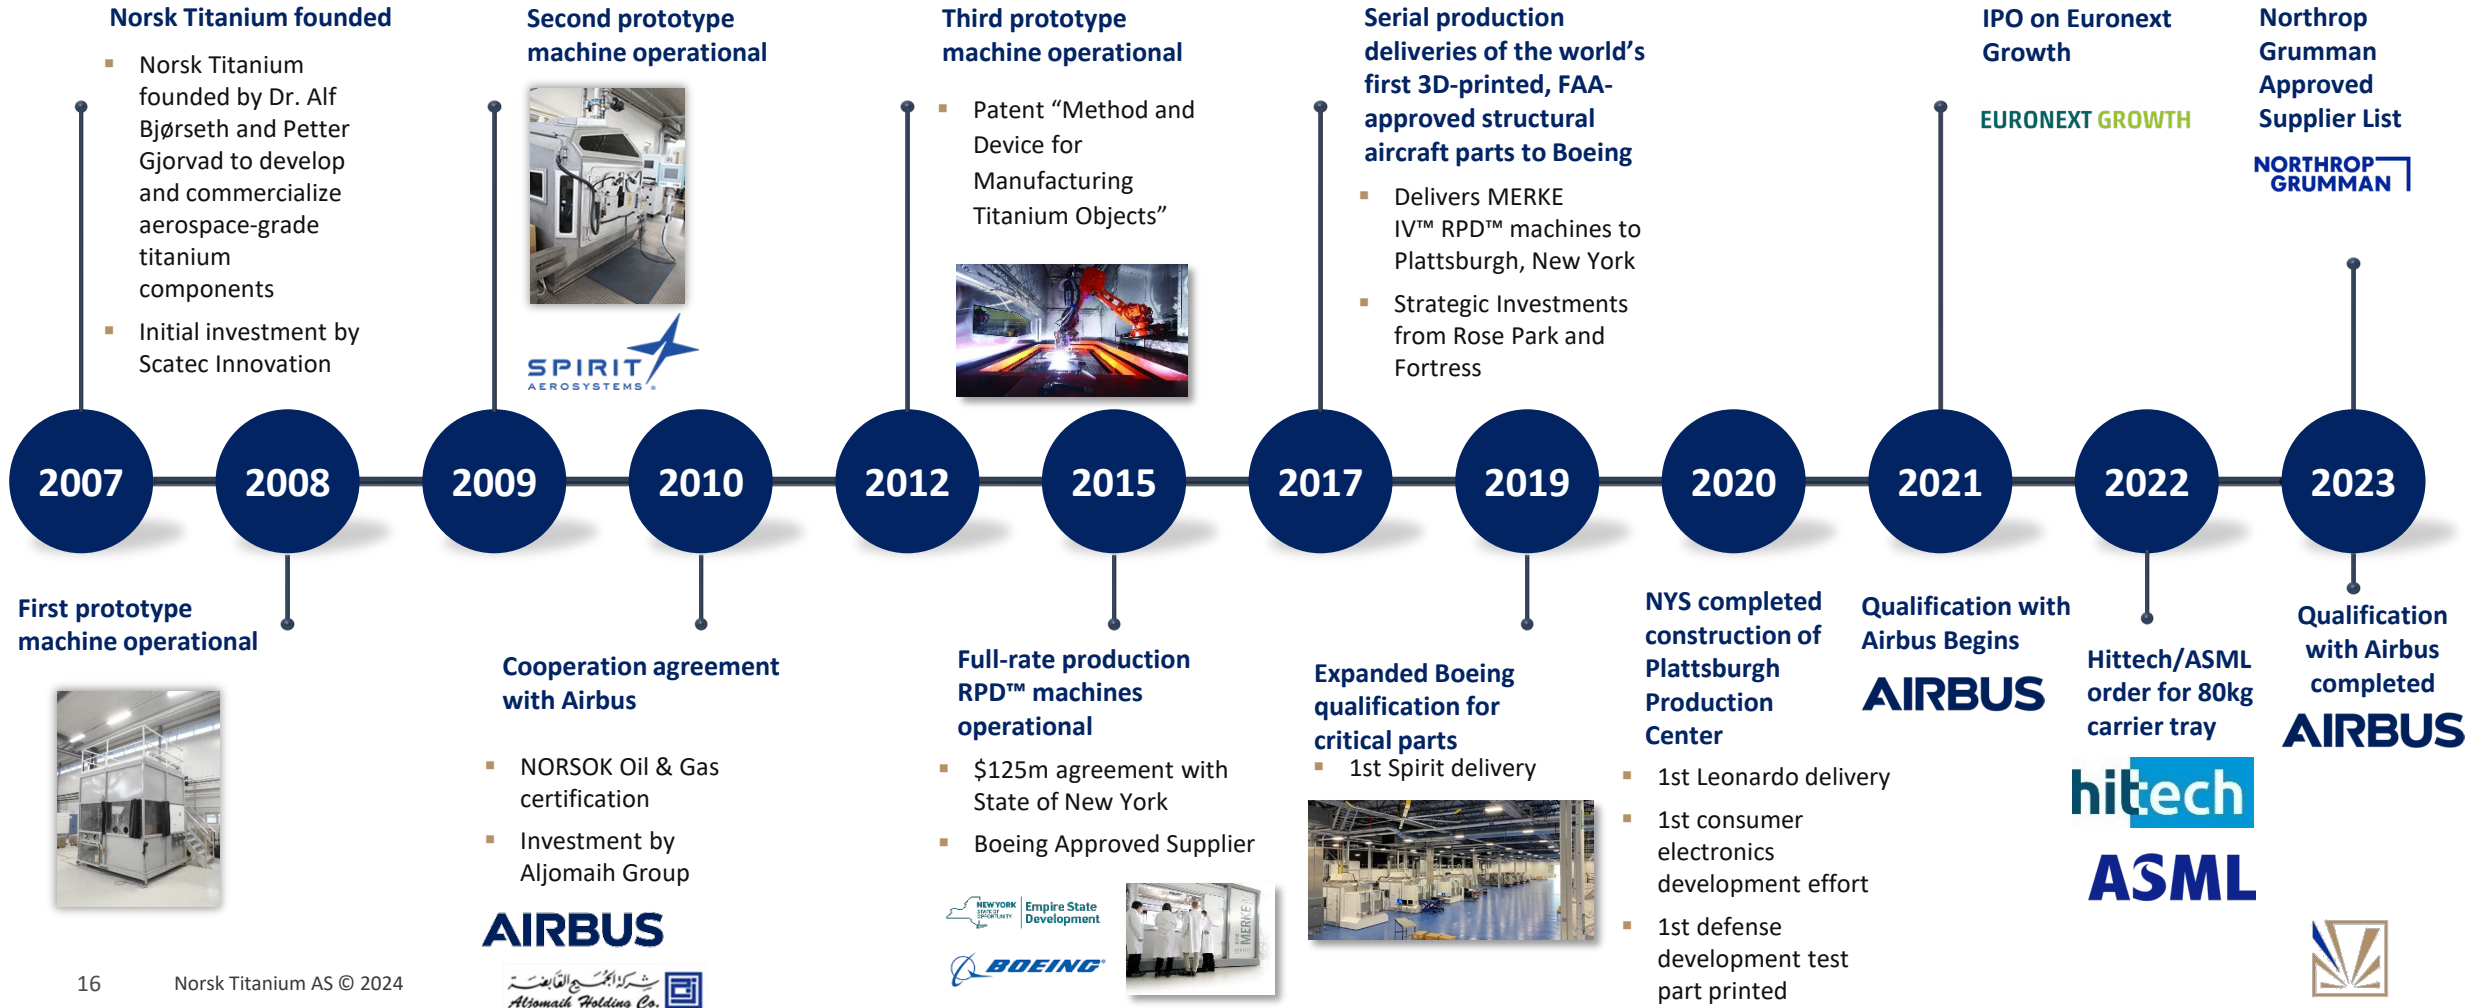 Norsk Titanium founded
Norsk Titanium
founded by Dr. Alf
Bjørseth and Petter
Gjorvad to develop
and commercialize
aerospace-grade
titanium
components
Initial investment by
Scatec Innovation
Second prototype
machine operational
SPIRIT
AEROSYSTEMS
Third prototype
machine operational
Patent “Method and
Device for
Manufacturing
Titanium Objects”
Serial production
deliveries of the world’s
first 3D-printed, FAA-
approved structural
aircraft parts to Boeing
Delivers MERKE
IV™ RPD™ machines to
Plattsburgh, New York
Strategic Investments
from Rose Park and
Fortress
IPO on Euronext
Growth
EURONEXT GROWTH
Northrop
Grumman
Approved
Supplier List
NORTHROP
GRUMMAN
2007
2008
2009
2010
2012
2015
2017
2019
2020
2021
2022
2023
First prototype
machine operational
Cooperation agreement
with Airbus
NORSOK Oil & Gas
certification
Investment by
Aljomaih Group
AIRBUS
Aljomaih Holding Co.
Full-rate production
RPD™ machines
operational
$125m agreement with
State of New York
Boeing Approved Supplier
NEW YORK
STATE OF
OPPORTUNITY
Empire State
Development
BOEING
MERKE
Expanded Boeing
qualification for
critical parts
1st Spirit delivery
NYS completed
construction of
Plattsburgh
Production
Center
1st Leonardo delivery
1st consumer
electronics
development effort
1st defense
development test
part printed
Qualification with
Airbus Begins
AIRBUS
Hittech/ASML
order for 80kg
carrier tray
hittech
ASML
Qualification
with Airbus
completed
AIRBUS
16
Norsk Titanium AS © 2024